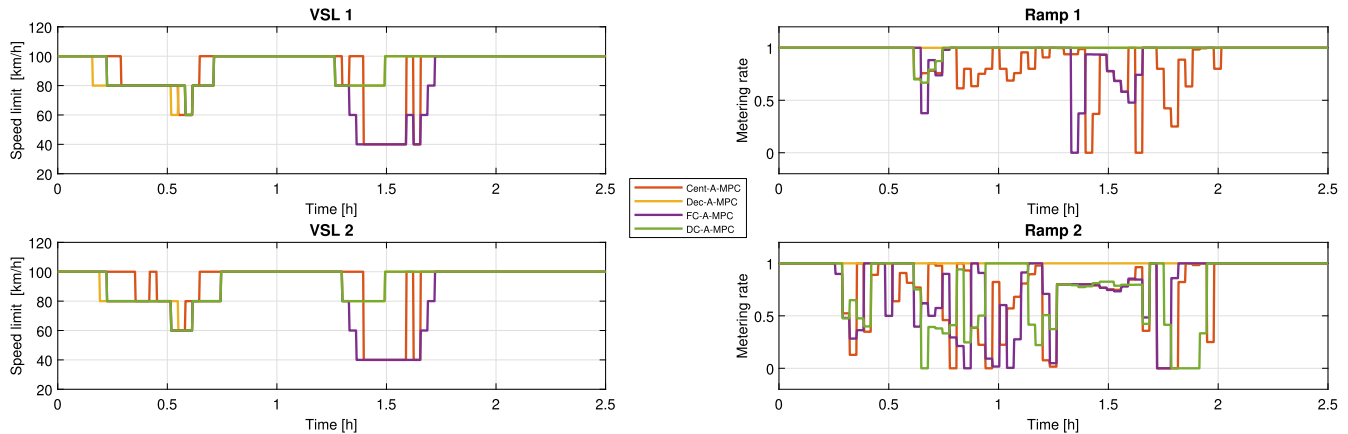 VSL 1
Speed limit [km/h]
120
100
80
60
40
20
0
0.5
1
1.5
2
2.5
Time [h]
Ramp 1
Metering rate
1
0.5
0
0
0.5
1
1.5
2
2.5
Time [h]
Cent-A-MPC
Dec-A-MPC
FC-A-MPC
DC-A-MPC
VSL 2
Speed limit [km/h]
120
100
80
60
40
20
0
0.5
1
1.5
2
2.5
Time [h]
Ramp 2
Metering rate
1
0.5
0
0
0.5
1
1.5
2
2.5
Time [h]